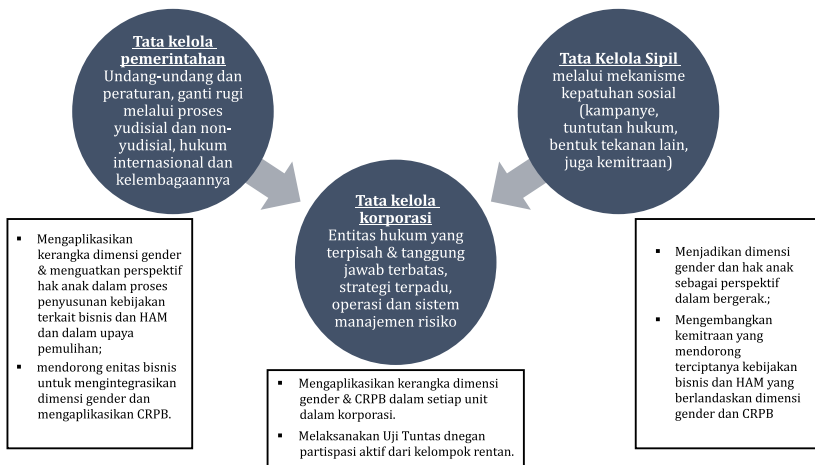 Tata kelola
pemerintahan
Undang-undang dan
peraturan, ganti rugi
melalui proses
yudisial dan non-
yudisial, hukum
internasional dan
kelembagaannya
Tata Kelola Sipil
melalui mekanisme
kepatuhan sosial
(kampanye,
tuntutan hukum,
bentuk tekanan lain,
juga kemitraan)
Tata kelola
korporasi
Entitas hukum yang
terpisah & tanggung
jawab terbatas,
strategi terpadu,
operasi dan sistem
manajemen risiko
▪ Mengaplikasikan
kerangka dimensi gender
& menguatkan perspektif
hak anak dalam proses
penyusunan kebijakan
terkait bisnis dan HAM
dan dalam upaya
pemulihan;
▪ mendorong enitas bisnis
untuk mengintegrasikan
dimensi gender dan
mengaplikasikan CRPB.
▪ Mengaplikasikan kerangka dimensi
gender & CRPB dalam setiap unit
dalam korporasi.
▪ Melaksanakan Uji Tuntas dnegan
partispasi aktif dari kelompok rentan.
▪ Menjadikan dimensi
gender dan hak anak
sebagai perspektif
dalam bergerak.;
▪ Mengembangkan
kemitraan yang
mendorong
terciptanya kebijakan
bisnis dan HAM yang
berlandaskan dimensi
gender dan CRPB